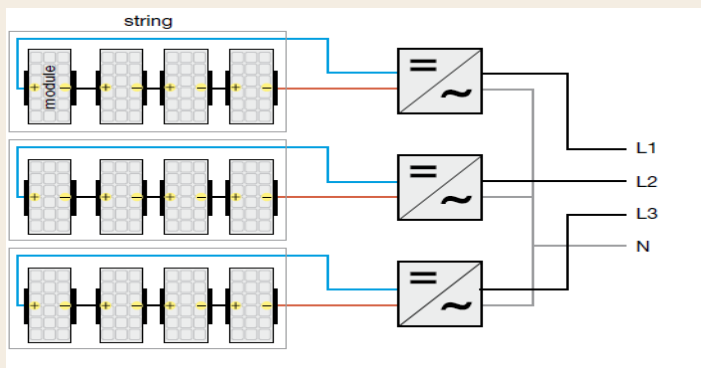 string
module
+ − + − + − + −
L1
L2
+ − + − + − + −
L3
N
+ − + − + − + −